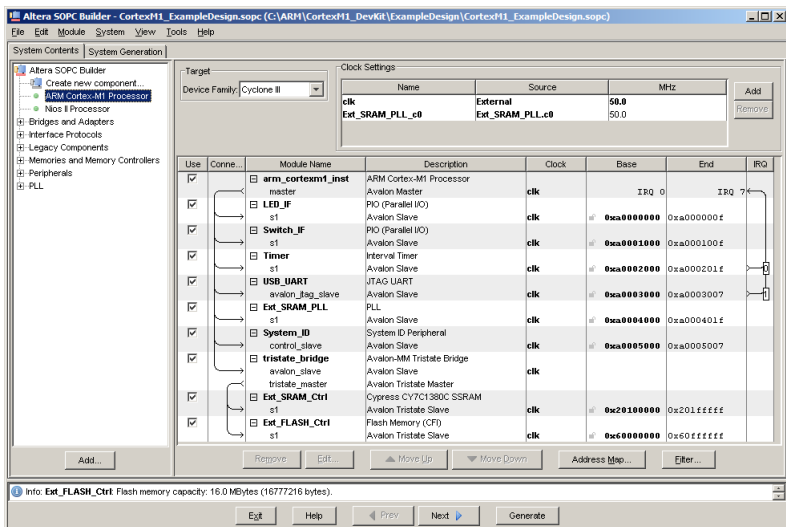 Altera SOPC Builder - CortexM1_ExampleDesign.sopc (C:\ARM\CortexM1_DevKit\ExampleDesign\CortexM1_ExampleDesign.sopc)
File Edit Module System View Tools Help
System Contents System Generation
Altera SOPC Builder
Create new component...
ARM Cortex-M1 Processor
Nios II Processor
Bridges and Adapters
Interface Protocols
Legacy Components
Memories and Memory Controllers
Peripherals
PLL
Add...
Target
Device Family: Cyclone III
Clock Settings
Name Source MHz
clk External 50.0
Ext_SRAM_PLL_c0 Ext_SRAM_PLL.c0 50.0
Add
Remove
Use Conne... Module Name Description Clock Base End IRQ
arm_cortexm1_inst ARM Cortex-M1 Processor
master Avalon Master clk IRQ 0 IRQ 7
LED_IF PIO (Parallel I/O)
s1 Avalon Slave clk 0xa0000000 0xa000000f
Switch_IF PIO (Parallel I/O)
s1 Avalon Slave clk 0xa0001000 0xa000100f
Timer Interval Timer
s1 Avalon Slave clk 0xa0002000 0xa000201f 0
USB_UART JTAG UART
avalon_jtag_slave Avalon Slave clk 0xa0003000 0xa0003007 1
Ext_SRAM_PLL PLL
s1 Avalon Slave clk 0xa0004000 0xa000401f
System_ID System ID Peripheral
control_slave Avalon Slave clk 0xa0005000 0xa0005007
tristate_bridge Avalon-MM Tristate Bridge
avalon_slave Avalon Slave clk
tristate_master Avalon Tristate Master
Ext_SRAM_Ctrl Cypress CY7C1380C SSRAM
s1 Avalon Tristate Slave clk 0x20100000 0x201fffff
Ext_FLASH_Ctrl Flash Memory (CFI)
s1 Avalon Tristate Slave clk 0x60000000 0x60ffffff
Remove Edit... Move Up Move Down Address Map... Filter...
Info: Ext_FLASH_Ctrl: Flash memory capacity: 16.0 MBytes (16777216 bytes).
Exit Help Prev Next Generate